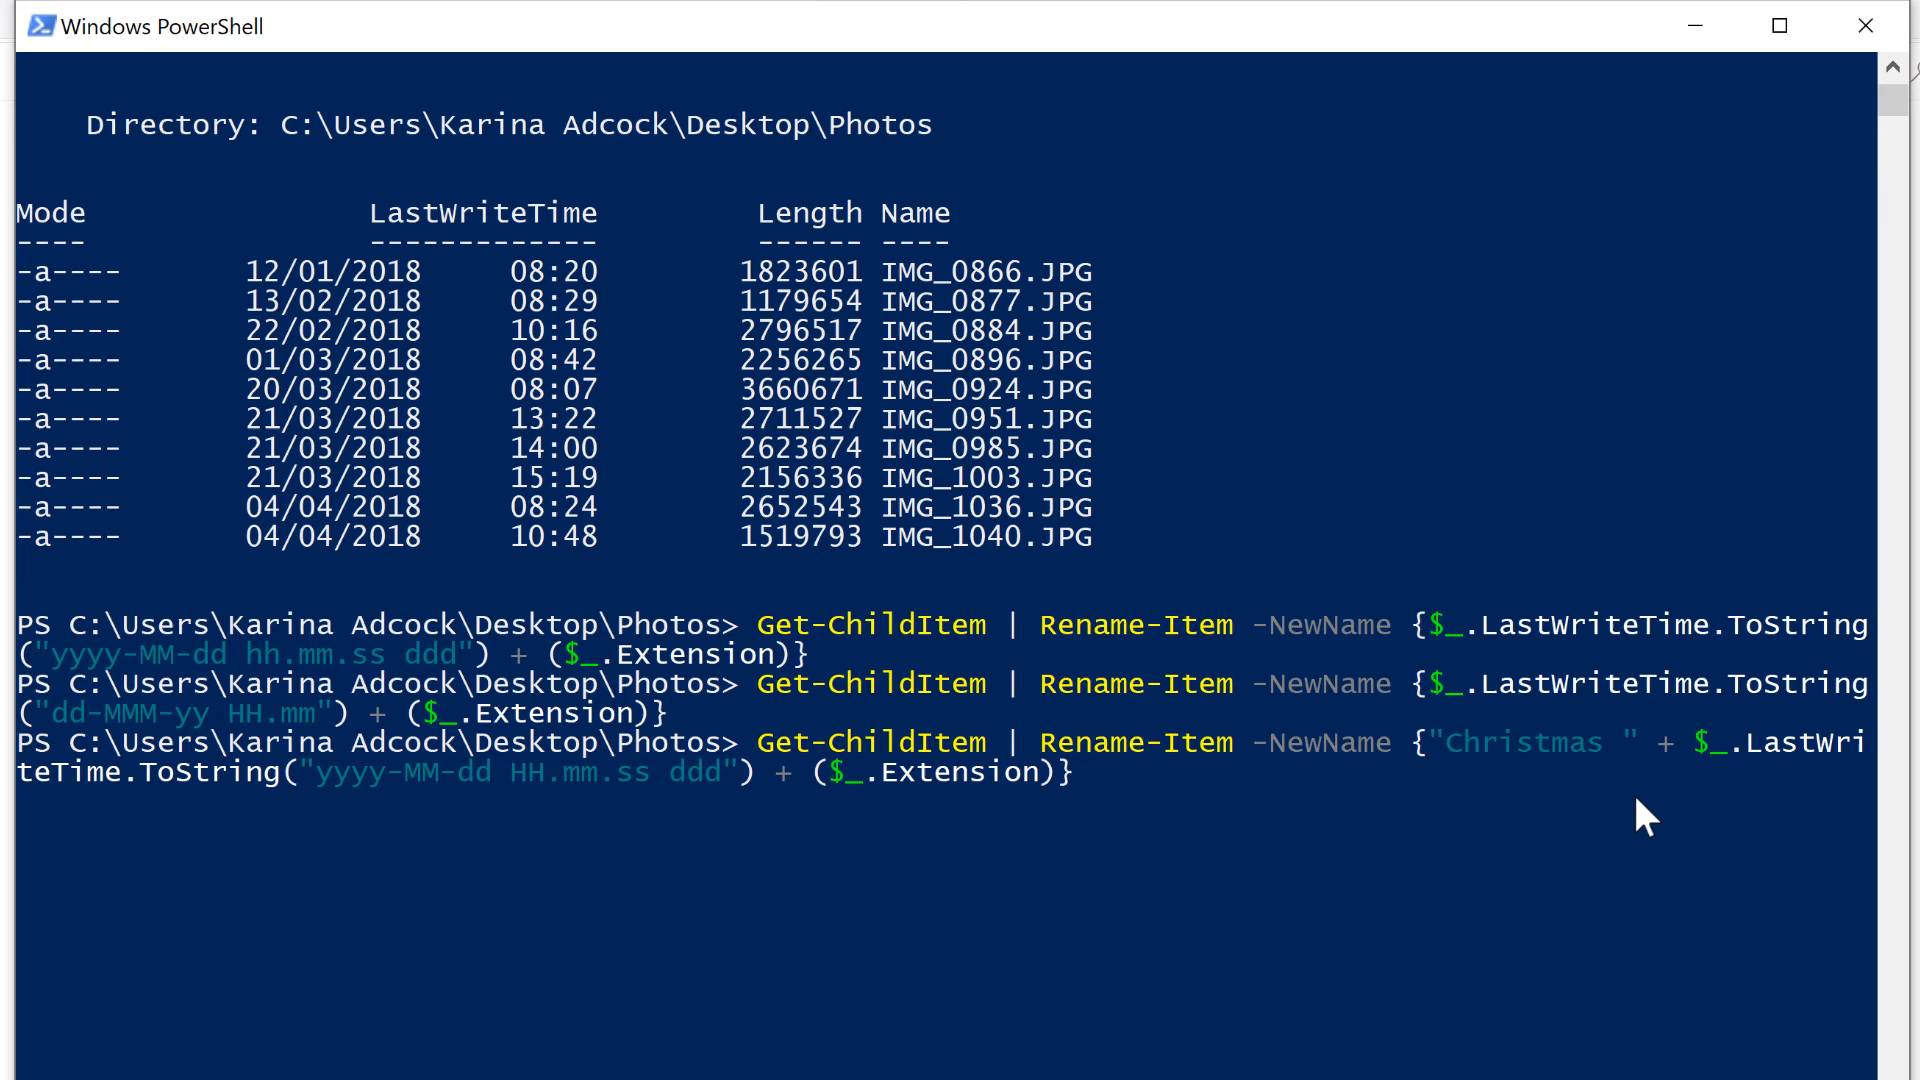 Windows PowerShell
Directory: C:\Users\Karina Adcock\Desktop\Photos
Mode LastWriteTime Length Name
---- ------------- ------ ----
-a---- 12/01/2018 08:20 1823601 IMG_0866.JPG
-a---- 13/02/2018 08:29 1179654 IMG_0877.JPG
-a---- 22/02/2018 10:16 2796517 IMG_0884.JPG
-a---- 01/03/2018 08:42 2256265 IMG_0896.JPG
-a---- 20/03/2018 08:07 3660671 IMG_0924.JPG
-a---- 21/03/2018 13:22 2711527 IMG_0951.JPG
-a---- 21/03/2018 14:00 2623674 IMG_0985.JPG
-a---- 21/03/2018 15:19 2156336 IMG_1003.JPG
-a---- 04/04/2018 08:24 2652543 IMG_1036.JPG
-a---- 04/04/2018 10:48 1519793 IMG_1040.JPG
PS C:\Users\Karina Adcock\Desktop\Photos> Get-ChildItem | Rename-Item -NewName {$_.LastWriteTime.ToString
("yyyy-MM-dd hh.mm.ss ddd") + ($_.Extension)}
PS C:\Users\Karina Adcock\Desktop\Photos> Get-ChildItem | Rename-Item -NewName {$_.LastWriteTime.ToString
("dd-MMM-yy HH.mm") + ($_.Extension)}
PS C:\Users\Karina Adcock\Desktop\Photos> Get-ChildItem | Rename-Item -NewName {"Christmas " + $_.LastWri
teTime.ToString("yyyy-MM-dd HH.mm.ss ddd") + ($_.Extension)}